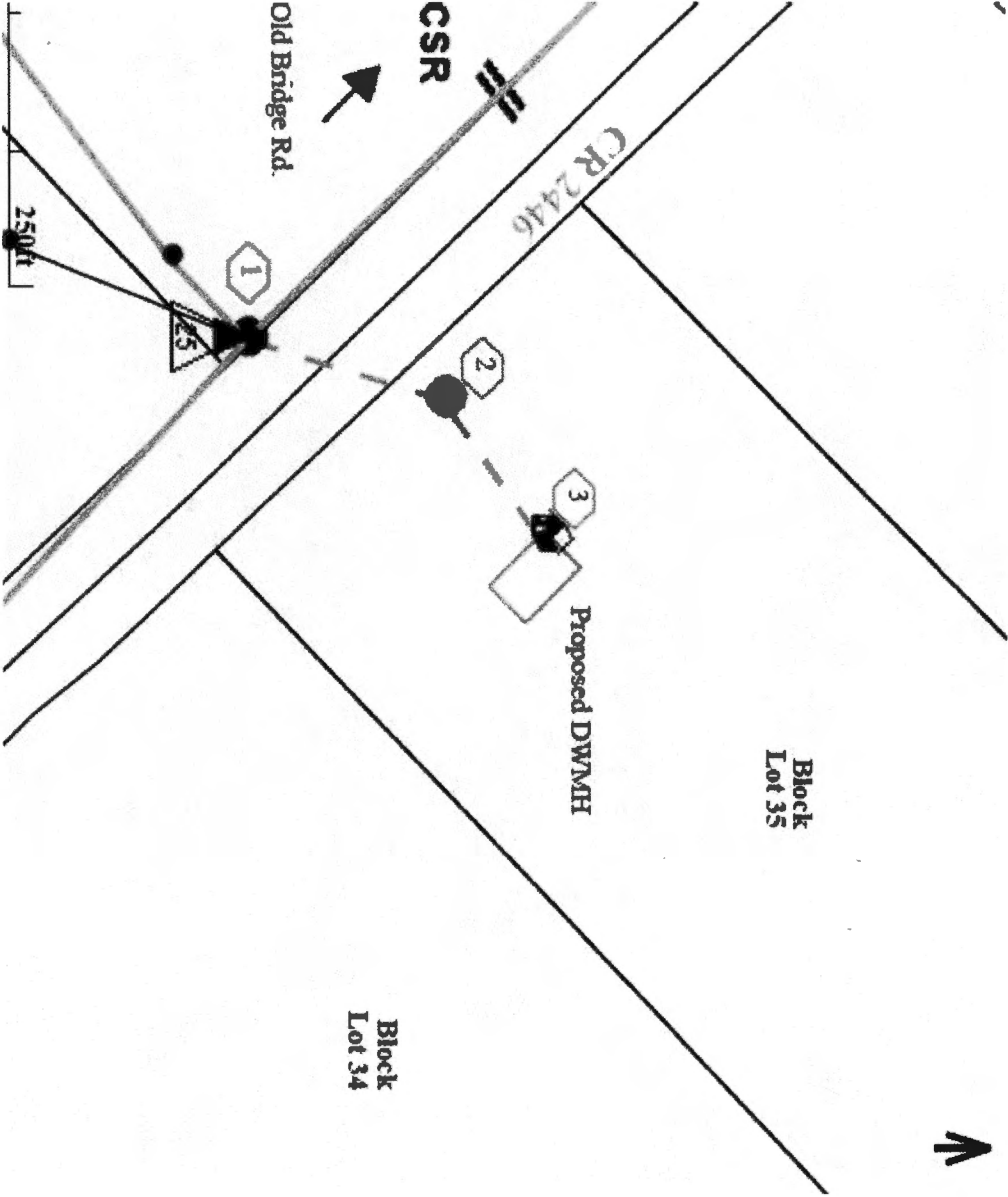 CSR
Old Bridge Rd.
CR 2446
250ft
1
25
2
3
Proposed DWMH
Block
Lot 35
Block
Lot 34